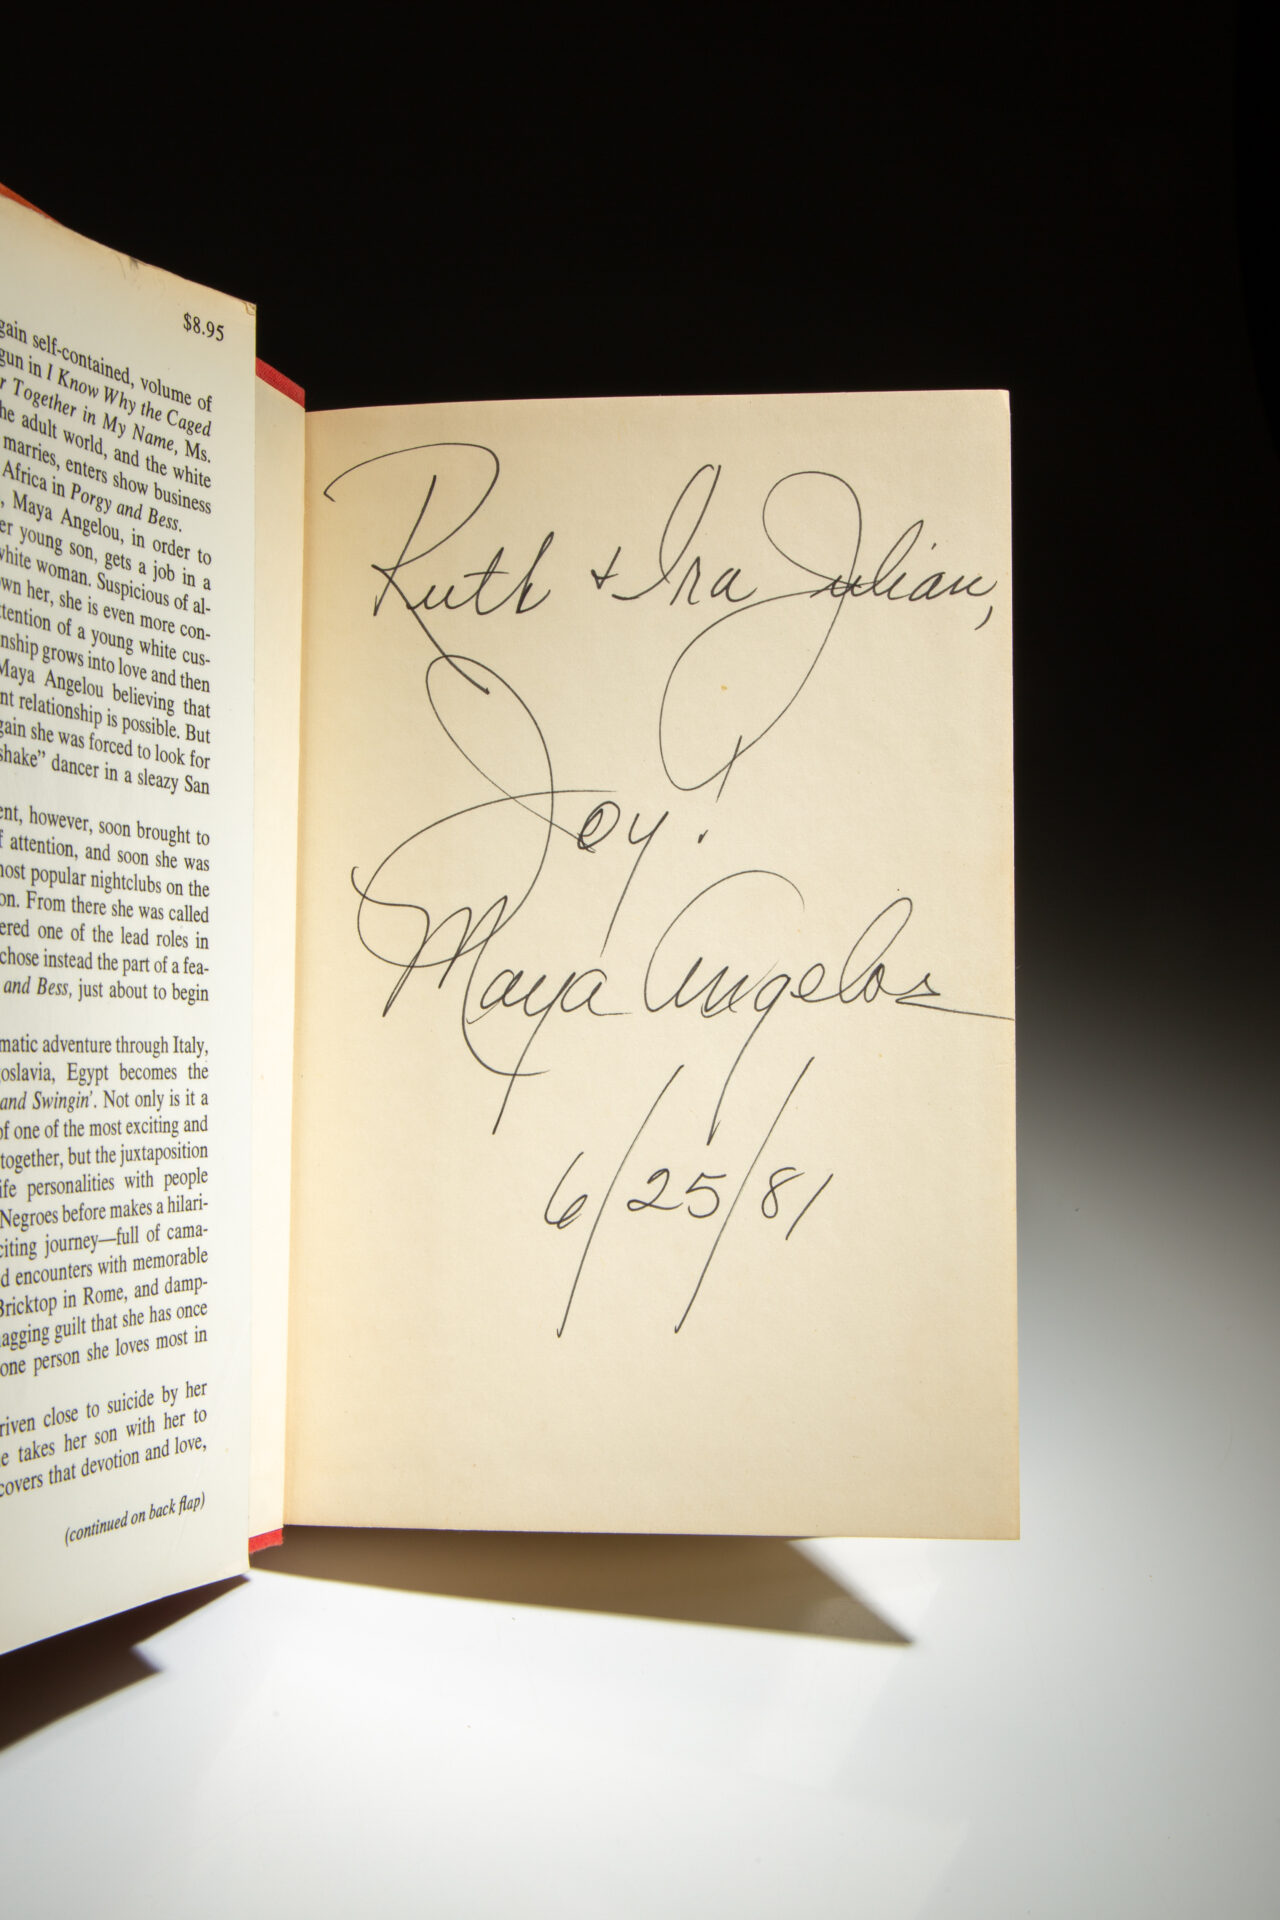 $8.95
gain self-contained, volume of
gun in I Know Why the Caged
r Together in My Name, Ms.
he adult world, and the white
marries, enters show business
Africa in Porgy and Bess.
, Maya Angelou, in order to
er young son, gets a job in a
white woman. Suspicious of al-
own her, she is even more con-
ttention of a young white cus-
nship grows into love and then
Maya Angelou believing that
nt relationship is possible. But
gain she was forced to look for
shake” dancer in a sleazy San
ent, however, soon brought to
f attention, and soon she was
most popular nightclubs on the
on. From there she was called
ered one of the lead roles in
chose instead the part of a fea-
and Bess, just about to begin
matic adventure through Italy,
oslavia, Egypt becomes the
and Swingin’. Not only is it a
of one of the most exciting and
together, but the juxtaposition
ife personalities with people
Negroes before makes a hilari-
citing journey—full of cama-
d encounters with memorable
Bricktop in Rome, and damp-
agging guilt that she has once
one person she loves most in
riven close to suicide by her
e takes her son with her to
covers that devotion and love,
(continued on back flap)
Ruth + Ira Julian,
Joy!
Maya Angelou
6/25/81